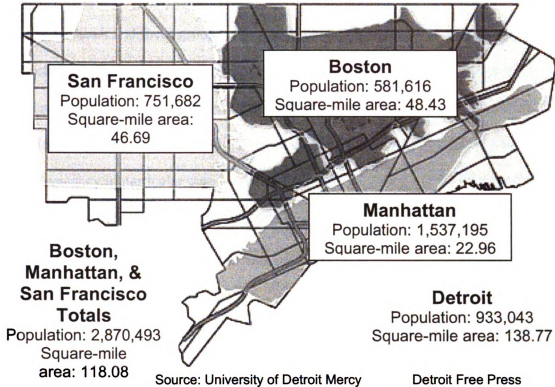 San Francisco
Population: 751,682
Square-mile area:
46.69
Boston
Population: 581,616
Square-mile area: 48.43
Manhattan
Population: 1,537,195
Square-mile area: 22.96
Boston,
Manhattan, &
San Francisco
Totals
Population: 2,870,493
Square-mile
area: 118.08
Detroit
Population: 933,043
Square-mile area: 138.77
Source: University of Detroit Mercy
Detroit Free Press